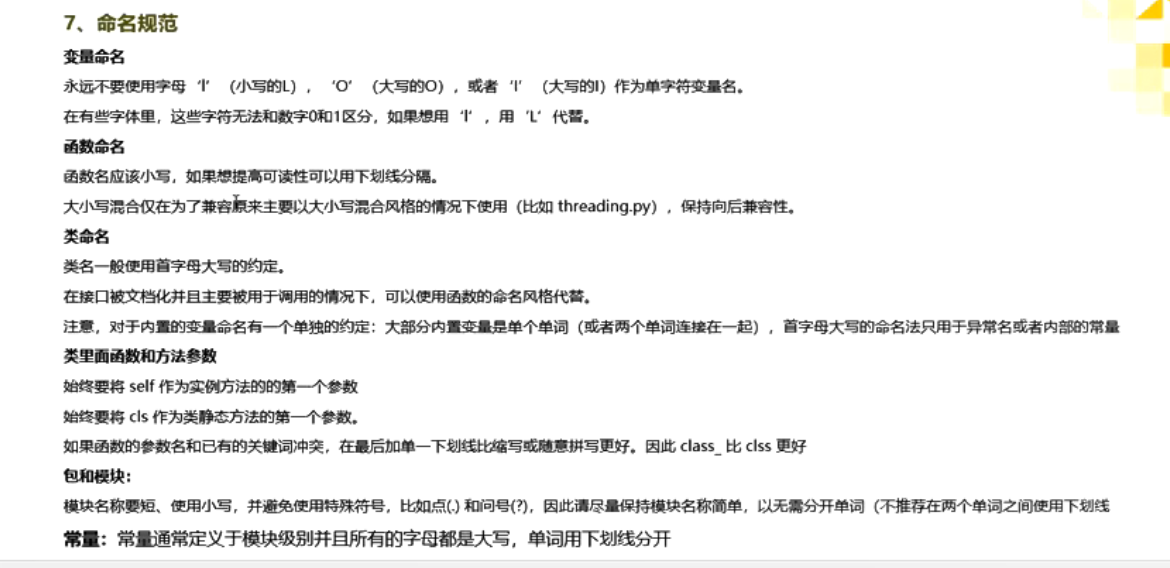 7、命名规范
变量命名
永远不要使用字母‘l’（小写的L），‘O’（大写的O），或者‘I’（大写的I）作为单字符变量名。
在有些字体里，这些字符无法和数字0和1区分，如果想用‘l’，用‘L’代替。
函数命名
函数名应该小写，如果想提高可读性可以用下划线分隔。
大小写混合仅在为了兼容原来主要以大小写混合风格的情况下使用（比如 threading.py），保持向后兼容性。
类命名
类名一般使用首字母大写的约定。
在接口被文档化并且主要被用于调用的情况下，可以使用函数的命名风格代替。
注意，对于内置的变量命名有一个单独的约定：大部分内置变量是单个单词（或者两个单词连接在一起），首字母大写的命名法只用于异常名或者内部的常量
类里面函数和方法参数
始终要将 self 作为实例方法的的第一个参数
始终要将 cls 作为类静态方法的第一个参数。
如果函数的参数名和已有的关键词冲突，在最后加单一下划线比缩写或随意拼写更好。因此 class_ 比 clss 更好
包和模块：
模块名称要短、使用小写，并避免使用特殊符号，比如点(.) 和问号(?)，因此请尽量保持模块名称简单，以无需分开单词（不推荐在两个单词之间使用下划线
常量：常量通常定义于模块级别并且所有的字母都是大写，单词用下划线分开